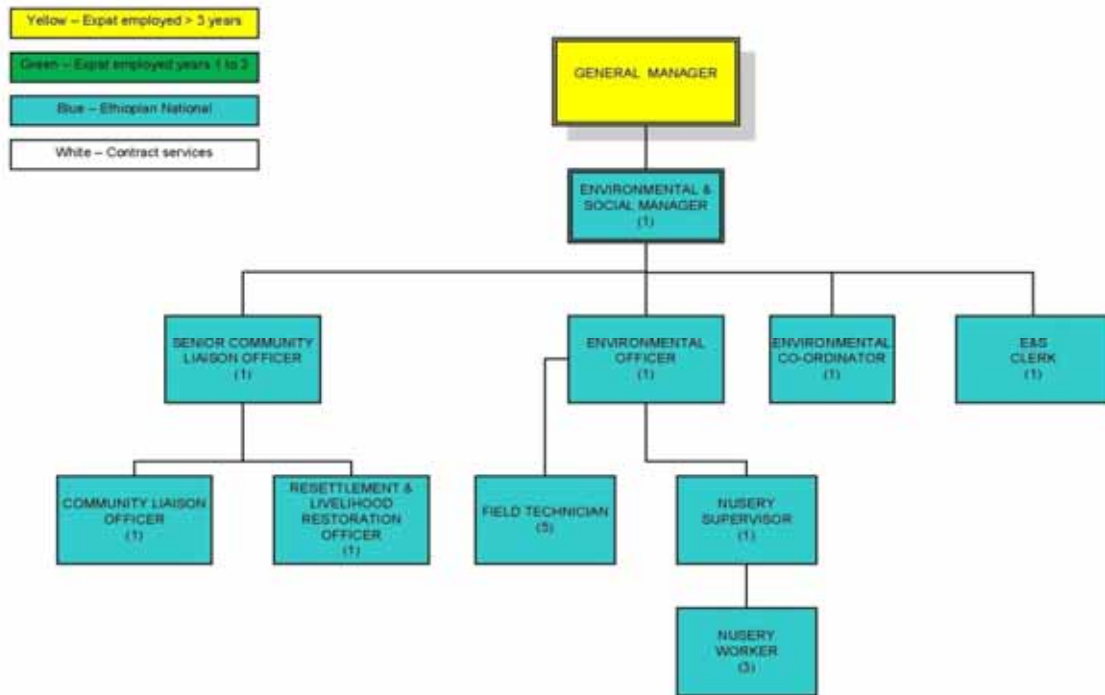 Yellow – Expat employed > 3 years
Green – Expat employed years 1 to 3
Blue – Ethiopian National
White – Contract services
GENERAL MANAGER
ENVIRONMENTAL &
SOCIAL MANAGER
(1)
SENIOR COMMUNITY
LIAISON OFFICER
(1)
ENVIRONMENTAL
OFFICER
(1)
ENVIRONMENTAL
CO-ORDINATOR
(1)
E&S
CLERK
(1)
COMMUNITY LIAISON
OFFICER
(1)
RESETTLEMENT &
LIVELIHOOD
RESTORATION
OFFICER
(1)
FIELD TECHNICIAN
(5)
NUSERY
SUPERVISOR
(1)
NUSERY
WORKER
(3)